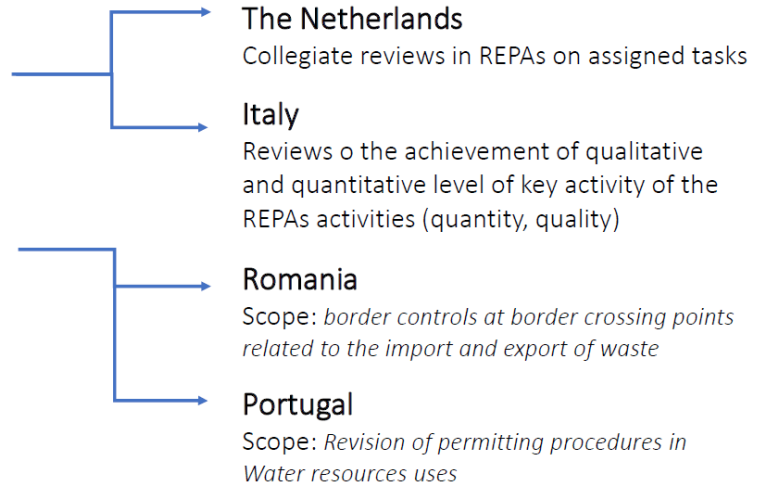 The Netherlands
Collegiate reviews in REPAs on assigned tasks
Italy
Reviews o the achievement of qualitative
and quantitative level of key activity of the
REPAs activities (quantity, quality)
Romania
Scope: border controls at border crossing points
related to the import and export of waste
Portugal
Scope: Revision of permitting procedures in
Water resources uses